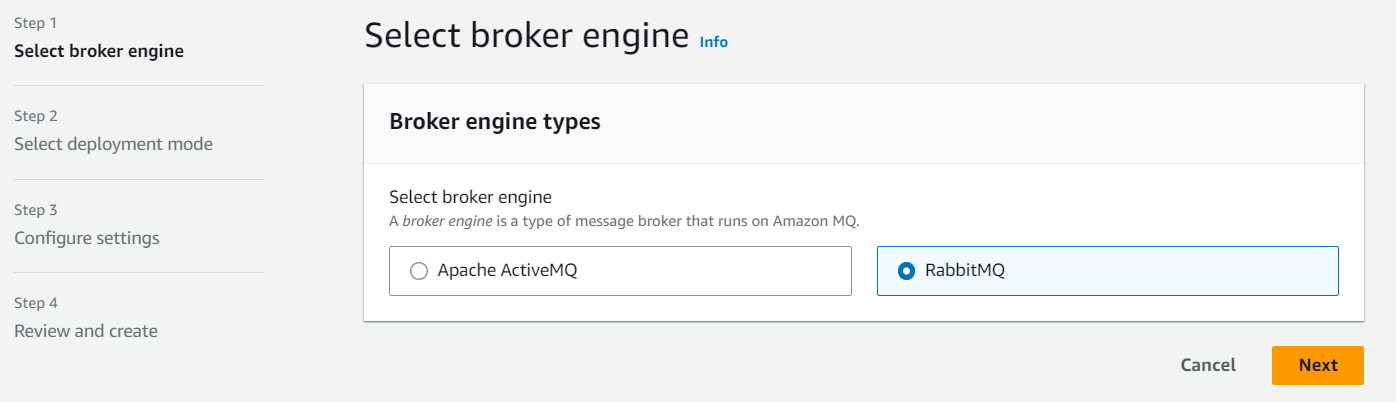 Step 1
Select broker engine
Step 2
Select deployment mode
Step 3
Configure settings
Step 4
Review and create
Select broker engine Info
Broker engine types
Select broker engine
A broker engine is a type of message broker that runs on Amazon MQ.
Apache ActiveMQ
RabbitMQ
Cancel
Next